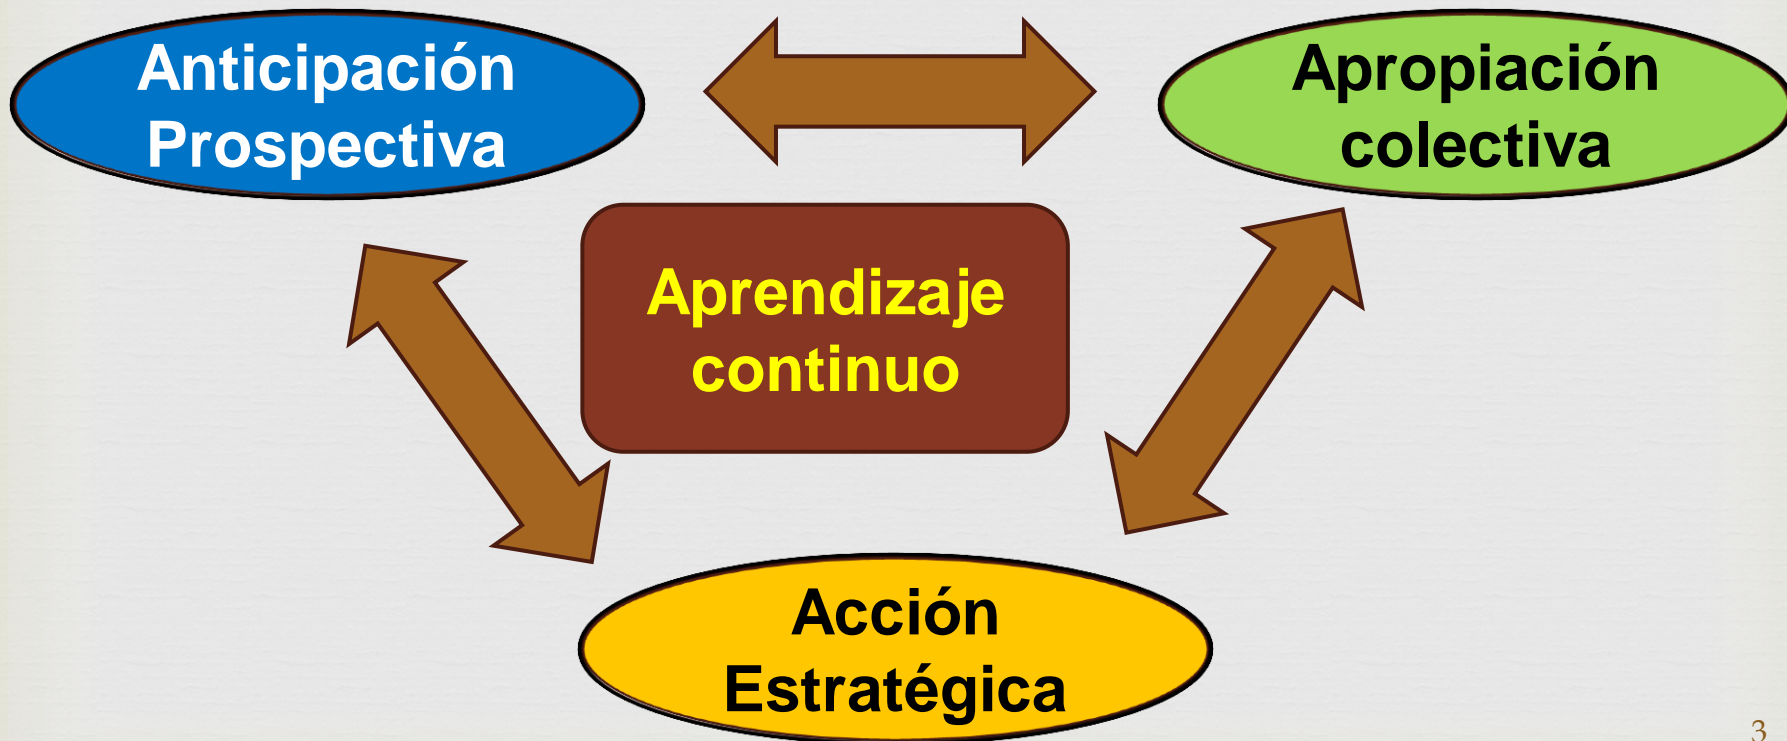 Anticipación
Prospectiva
Apropiación
colectiva
Aprendizaje
continuo
Acción
Estratégica
3